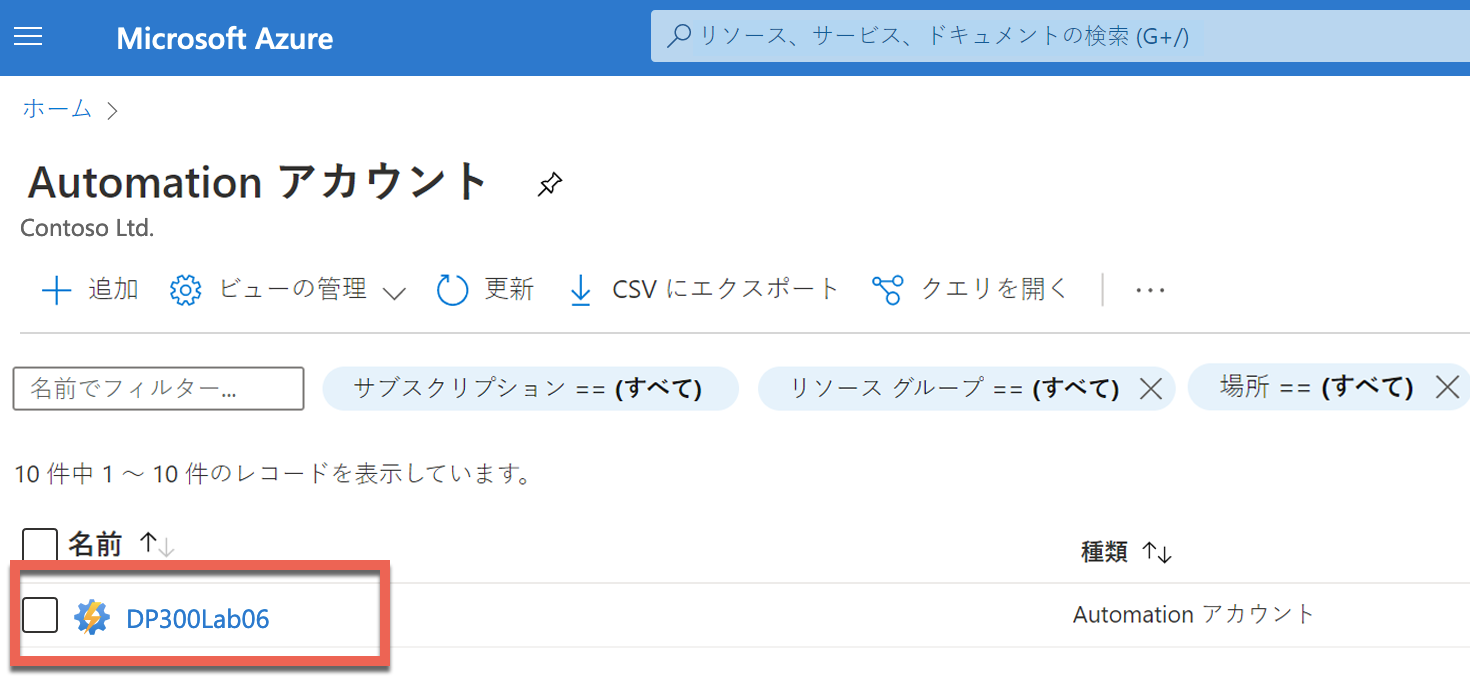 Microsoft Azure
リソース、サービス、ドキュメントの検索 (G+/)
ホーム
Automation アカウント
Contoso Ltd.
追加 ビューの管理 更新 CSV にエクスポート クエリを開く ...
名前でフィルター... サブスクリプション == (すべて) リソース グループ == (すべて) 場所 == (すべて)
10 件中 1 ～ 10 件のレコードを表示しています。
名前 種類
DP300Lab06 Automation アカウント